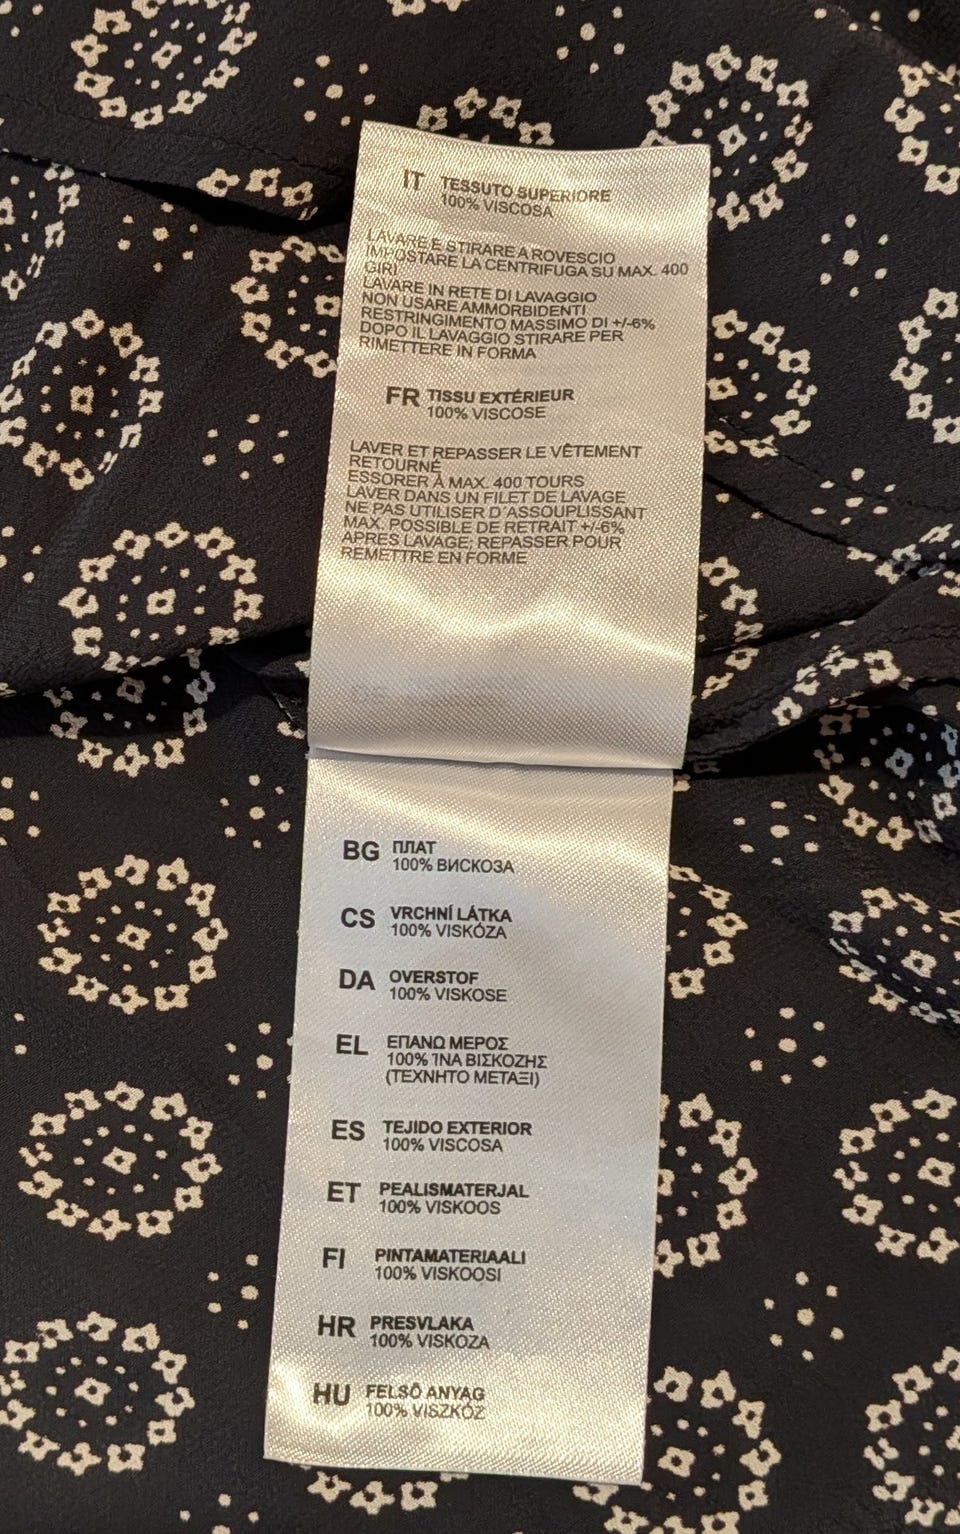 IT TESSUTO SUPERIORE
100% VISCOSA
LAVARE E STIRARE A ROVESCIO
IMPOSTARE LA CENTRIFUGA SU MAX. 400
GIRI
LAVARE IN RETE DI LAVAGGIO
NON USARE AMMORBIDENTI
RESTRINGIMENTO MASSIMO DI +/-6%
DOPO IL LAVAGGIO STIRARE PER
RIMETTERE IN FORMA
FR TISSU EXTÉRIEUR
100% VISCOSE
LAVER ET REPASSER LE VÊTEMENT
RETOURNÉ
ESSORER À MAX. 400 TOURS
LAVER DANS UN FILET DE LAVAGE
NE PAS UTILISER D'ASSOUPLISSANT
MAX. POSSIBLE DE RETRAIT +/-6%
APRÈS LAVAGE; REPASSER POUR
REMETTRE EN FORME
BG ПЛАТ
100% ВИСКОЗА
CS VRCHNÍ LÁTKA
100% VISKÓZA
DA OVERSTOF
100% VISKOSE
EL ΕΠΑΝΩ ΜΕΡΟΣ
100% ΊΝΑ ΒΙΣΚΟΖΗΣ
(ΤΕΧΝΗΤΟ ΜΕΤΑΞΙ)
ES TEJIDO EXTERIOR
100% VISCOSA
ET PEALISMATERJAL
100% VISKOOS
FI PINTAMATERIAALI
100% VISKOOSI
HR PRESVLAKA
100% VISKOZA
HU FELSŐ ANYAG
100% VISZKÓZ